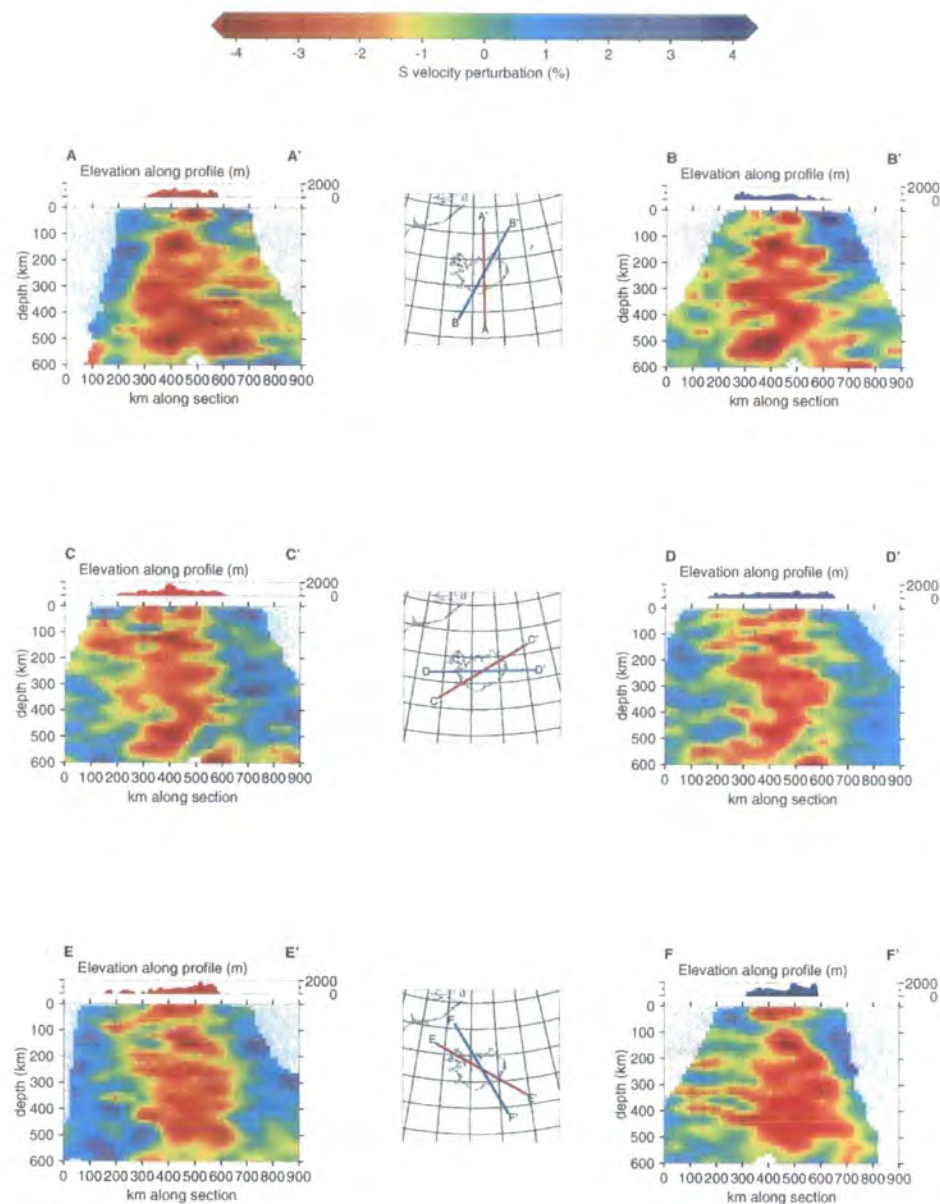 -4 -3 -2 -1 0 1 2 3 4
S velocity perturbation (%)
A A'
Elevation along profile (m)
2000
0
0
100
200
300
400
500
600
depth (km)
0 100 200 300 400 500 600 700 800 900
km along section
A'
B'
B
A
B B'
Elevation along profile (m)
2000
0
0
100
200
300
400
500
600
depth (km)
0 100 200 300 400 500 600 700 800 900
km along section
C C'
Elevation along profile (m)
2000
0
0
100
200
300
400
500
600
depth (km)
0 100 200 300 400 500 600 700 800 900
km along section
C'
D D'
C
D D'
Elevation along profile (m)
2000
0
0
100
200
300
400
500
600
depth (km)
0 100 200 300 400 500 600 700 800 900
km along section
E E'
Elevation along profile (m)
2000
0
0
100
200
300
400
500
600
depth (km)
0 100 200 300 400 500 600 700 800 900
km along section
F
E
E'
F'
F F'
Elevation along profile (m)
2000
0
0
100
200
300
400
500
600
depth (km)
0 100 200 300 400 500 600 700 800 900
km along section